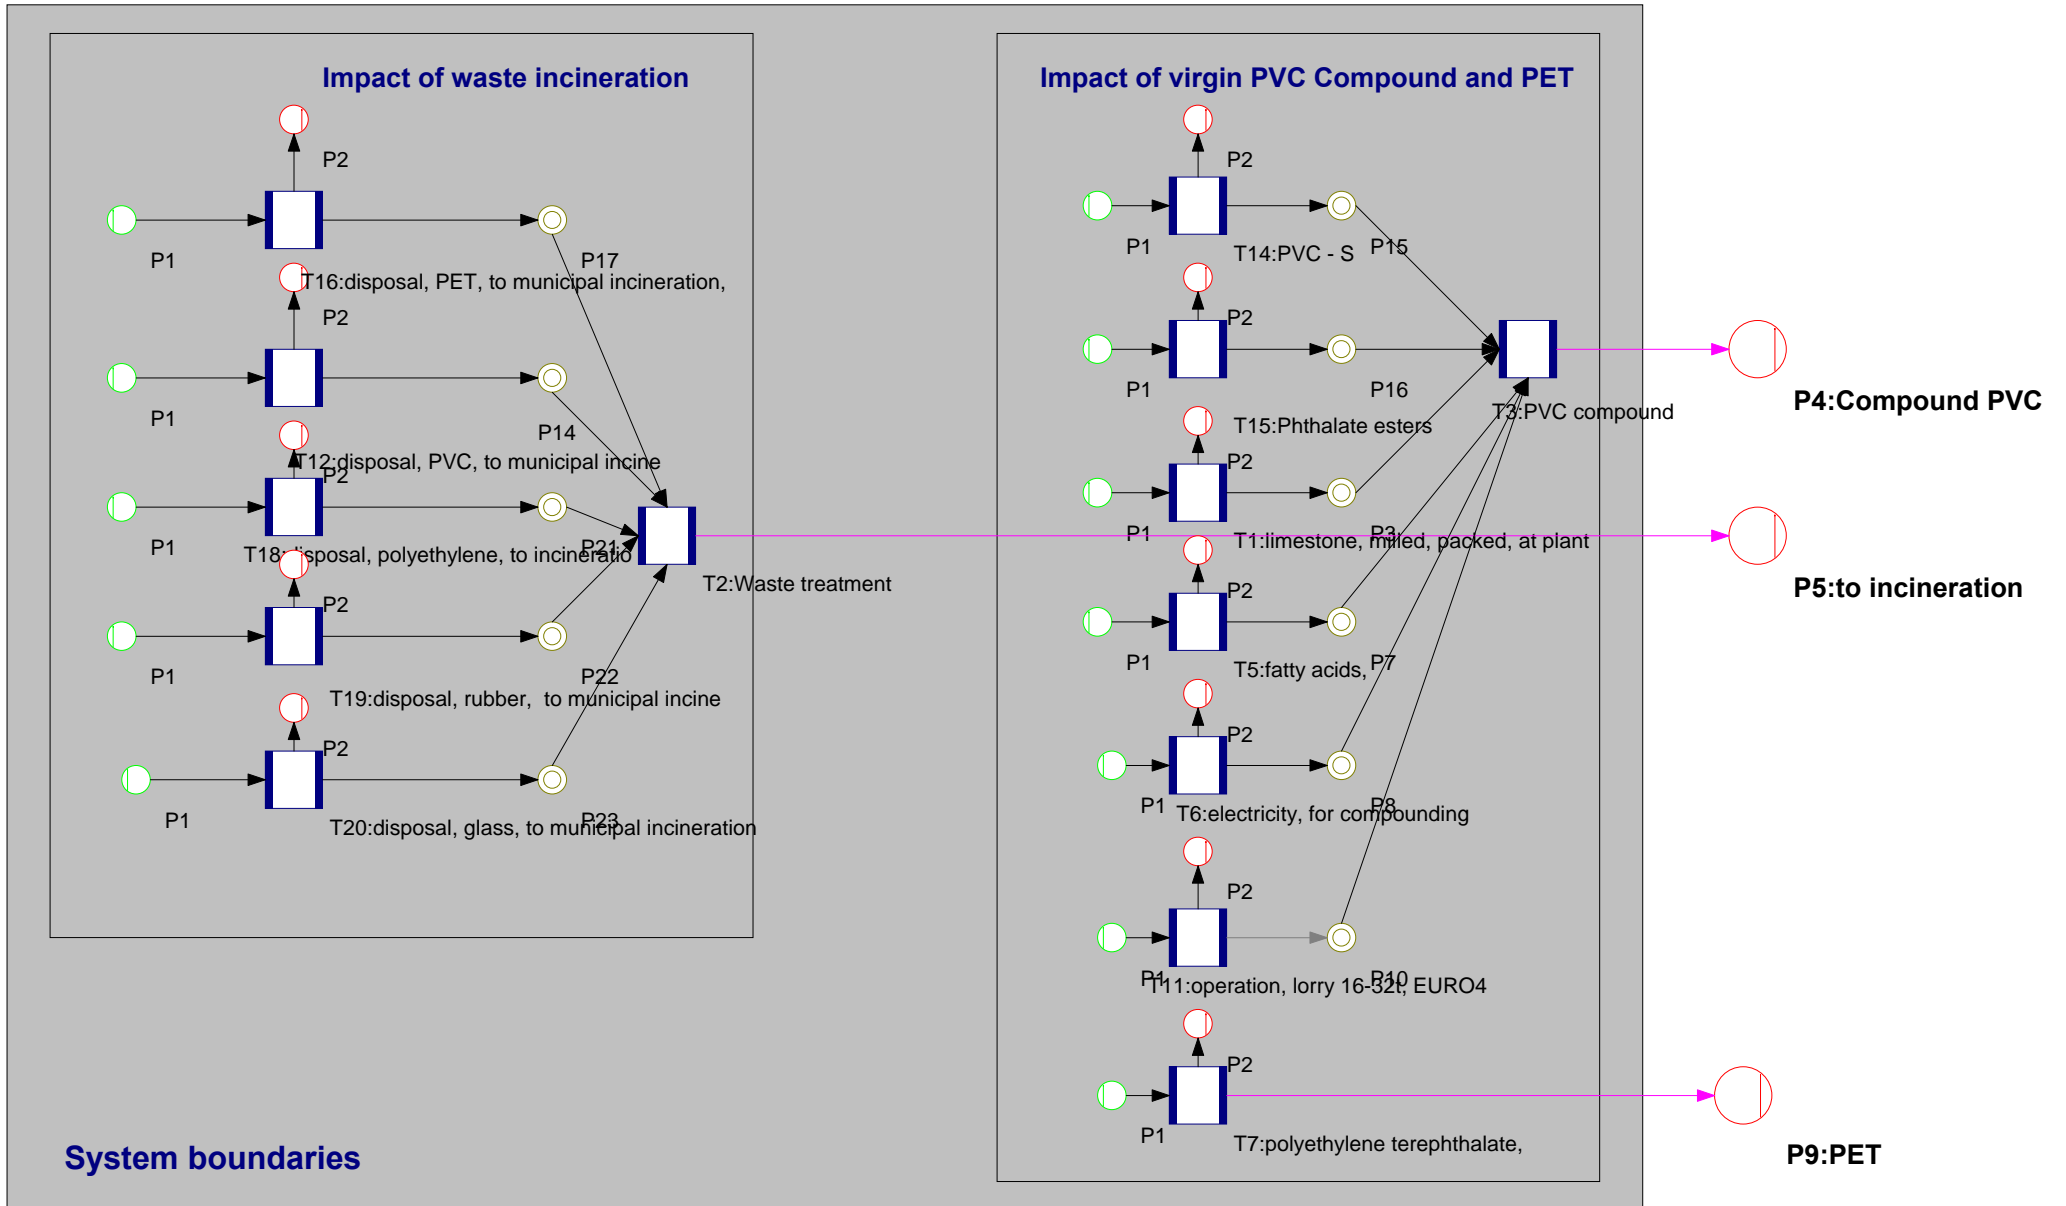 Impact of waste incineration
P2
P1
P17
T16:disposal, PET, to municipal incineration,
P2
P1
P14
T12:disposal, PVC, to municipal incine
P2
P1
P21
T18:disposal, polyethylene, to incineratio
P2
P1
P22
T19:disposal, rubber,  to municipal incine
P2
P1
P23
T20:disposal, glass, to municipal incineration
T2:Waste treatment
Impact of virgin PVC Compound and PET
P2
P1
T14:PVC - S
P15
P2
P1
P16
T15:Phthalate esters
P2
P1
P3
T1:limestone, milled, packed, at plant
P2
P1
P7
T5:fatty acids,
P2
P1
P8
T6:electricity, for compounding
P2
P1
P10
T11:operation, lorry 16-32t, EURO4
P2
P1
T7:polyethylene terephthalate,
T3:PVC compound
P4:Compound PVC
P5:to incineration
P9:PET
System boundaries